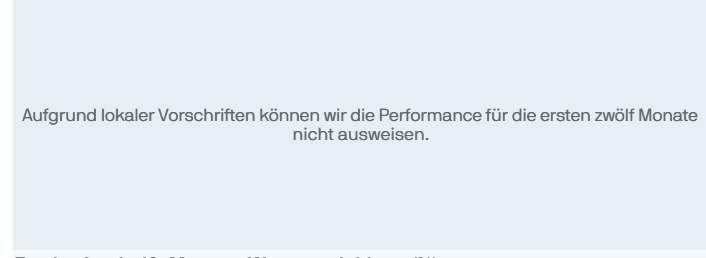 Aufgrund lokaler Vorschriften können wir die Performance für die ersten zwölf Monate
nicht ausweisen.